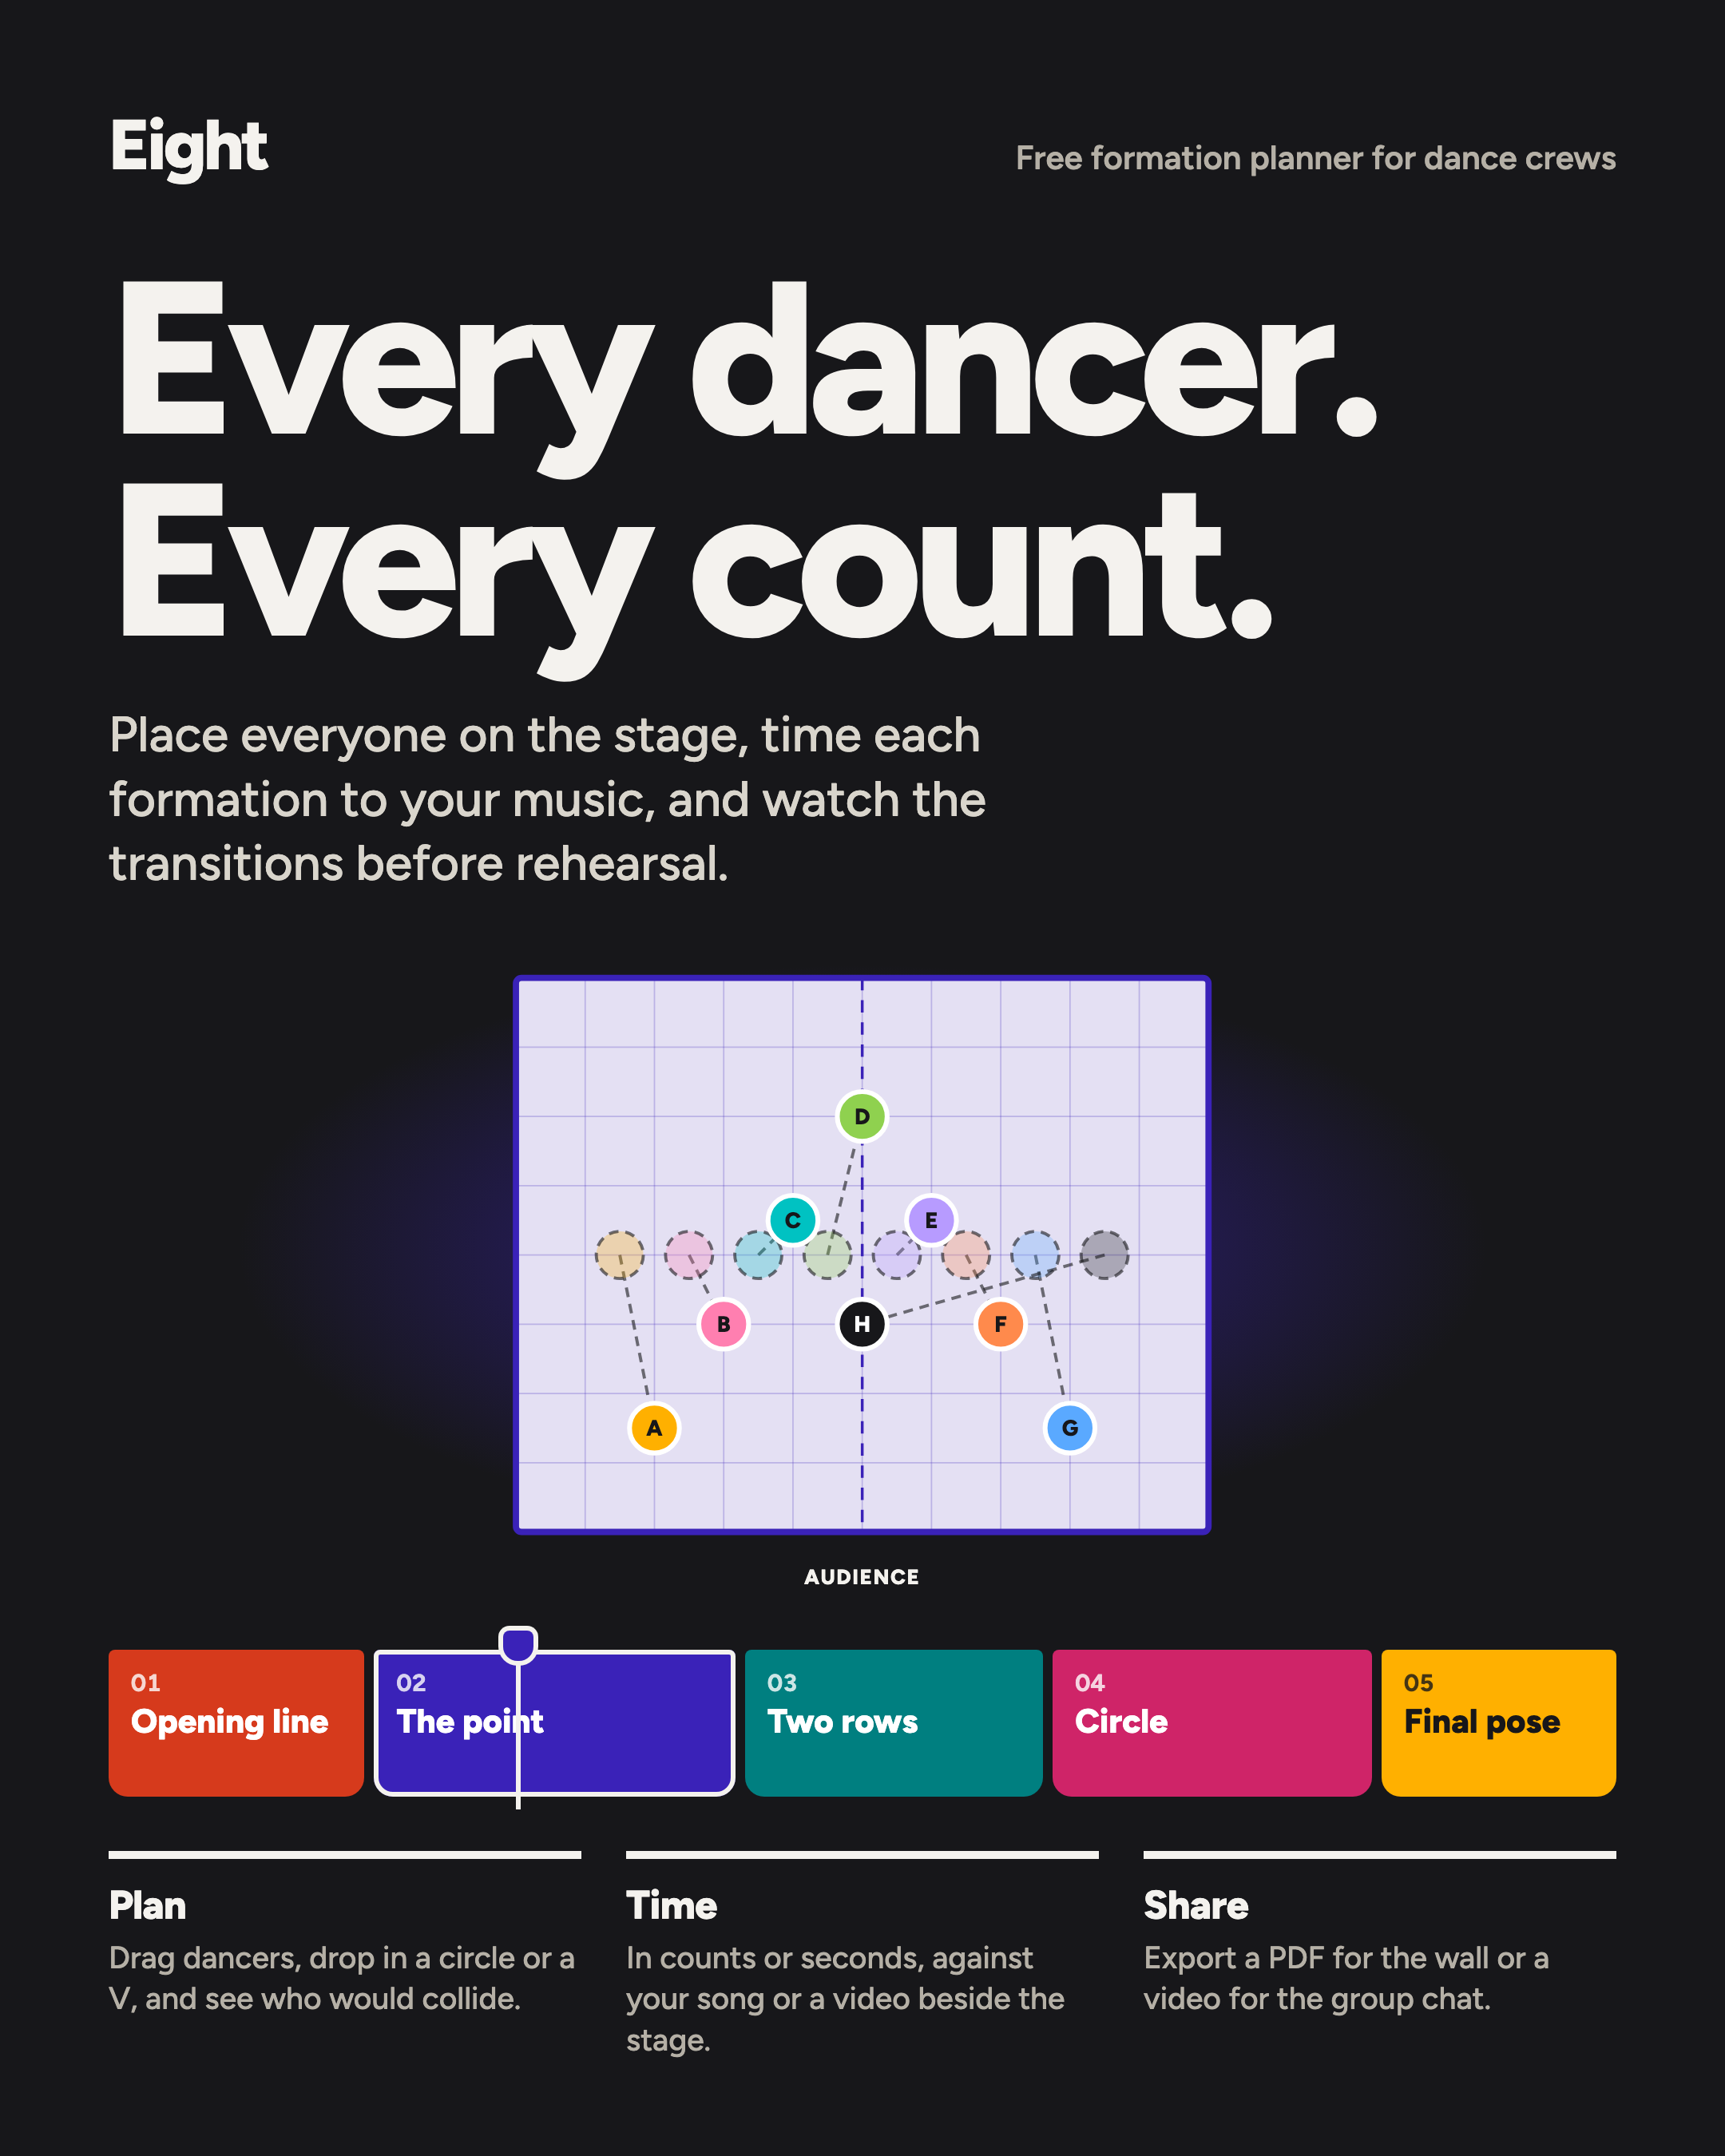 Eight
Free formation planner for dance crews
Every dancer.
Every count.
Place everyone on the stage, time each
formation to your music, and watch the
transitions before rehearsal.
D
C
E
B
H
F
A
G
AUDIENCE
01
Opening line
02
The point
03
Two rows
04
Circle
05
Final pose
Plan
Drag dancers, drop in a circle or a
V, and see who would collide.
Time
In counts or seconds, against
your song or a video beside the
stage.
Share
Export a PDF for the wall or a
video for the group chat.